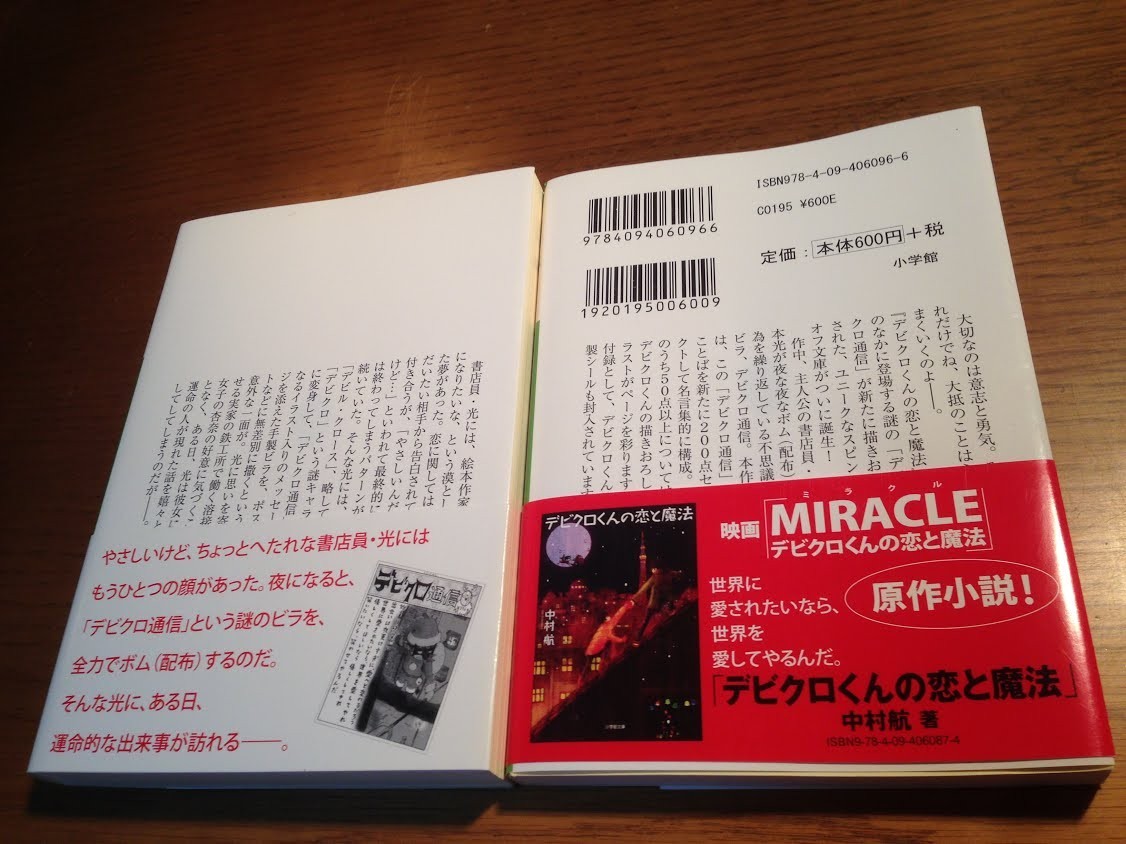 書店員・光には、絵本作家
になりたいな、という漠とし
た夢があった。恋に関しては
だいたい相手から告白されて
付き合うが、「やさしいんだ
けど…」といわれて最終的に
は終わってしまうパターンが
続いていた。そんな光には、
「デビル・クロース」、略して
「デビクロ」という謎キャラ
に変身して、「デビクロ通信」
なるイラスト入りのメッセー
ジを添えた手製ビラを、ポス
トなどに無差別に撒くという
意外な一面が。光に思いを寄
せる実家の鉄工所で働く溶接
女子の杏奈の好意に気づくこ
となく、ある日、光は彼女に
運命の人が現れた話を嬉々と
してしてしまうのだが――。
やさしいけど、ちょっとへたれな書店員・光には
もうひとつの顔があった。夜になると、
「デビクロ通信」という謎のビラを、
全力でボム(配布)するのだ。
そんな光に、ある日、
運命的な出来事が訪れる――。
デビクロ通信
ISBN978-4-09-406096-6
C0195 ¥600E
9784094060966
定価:本体600円+税
小学館
1920195006009
大切なのは意志と勇気。
れだけでね、大抵のことは、
まくいくのよ――。
『デビクロくんの恋と魔法
のなかに登場する謎の「デ
クロ通信」が新たに描きお
された、ユニークなスピン
オフ文庫がついに誕生!
作中、主人公の書店員・
本光が夜な夜なボム(配布)
為を繰り返している不思議
ビラ、デビクロ通信。本作
は、この「デビクロ通信」
ことばを新たに200点セ
クトして名言集的に構成。
のうち50点以上については
デビクロくんの描きおろし
ラストがページを彩ります
付録として、デビクロくん
製シールも封入されています
デビクロくんの恋と魔法
中村航
小学館文庫
映画「MIRACLE
ミラクル
デビクロくんの恋と魔法」
原作小説!
世界に
愛されたいなら、
世界を
愛してやるんだ。
「デビクロくんの恋と魔法」
中村航 著
ISBN9-78-4-09-406087-4